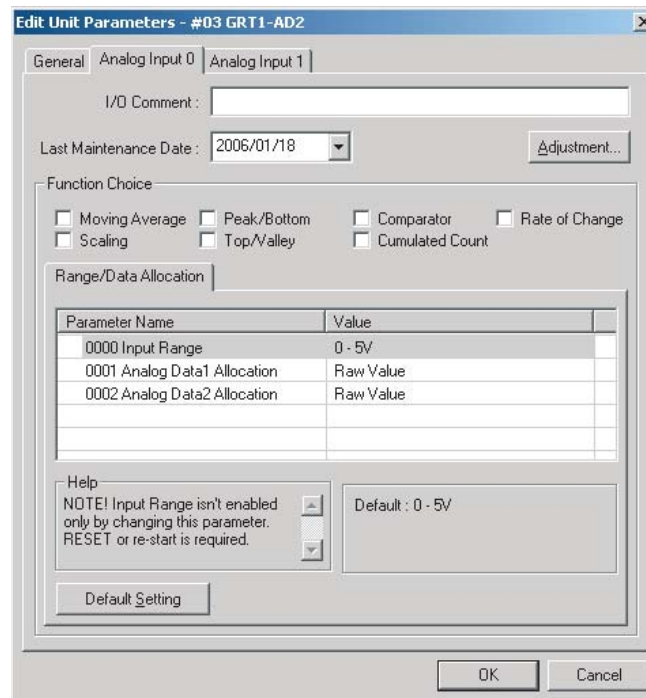 Edit Unit Parameters - #03 GRT1-AD2
General Analog Input 0 Analog Input 1
I/O Comment :
Last Maintenance Date : 2006/01/18 Adjustment...
Function Choice
Moving Average Peak/Bottom Comparator Rate of Change
Scaling Top/Valley Cumulated Count
Range/Data Allocation
Parameter Name Value
0000 Input Range 0 - 5V
0001 Analog Data1 Allocation Raw Value
0002 Analog Data2 Allocation Raw Value
Help
NOTE! Input Range isn't enabled
only by changing this parameter.
RESET or re-start is required.
Default : 0 - 5V
Default Setting
OK Cancel